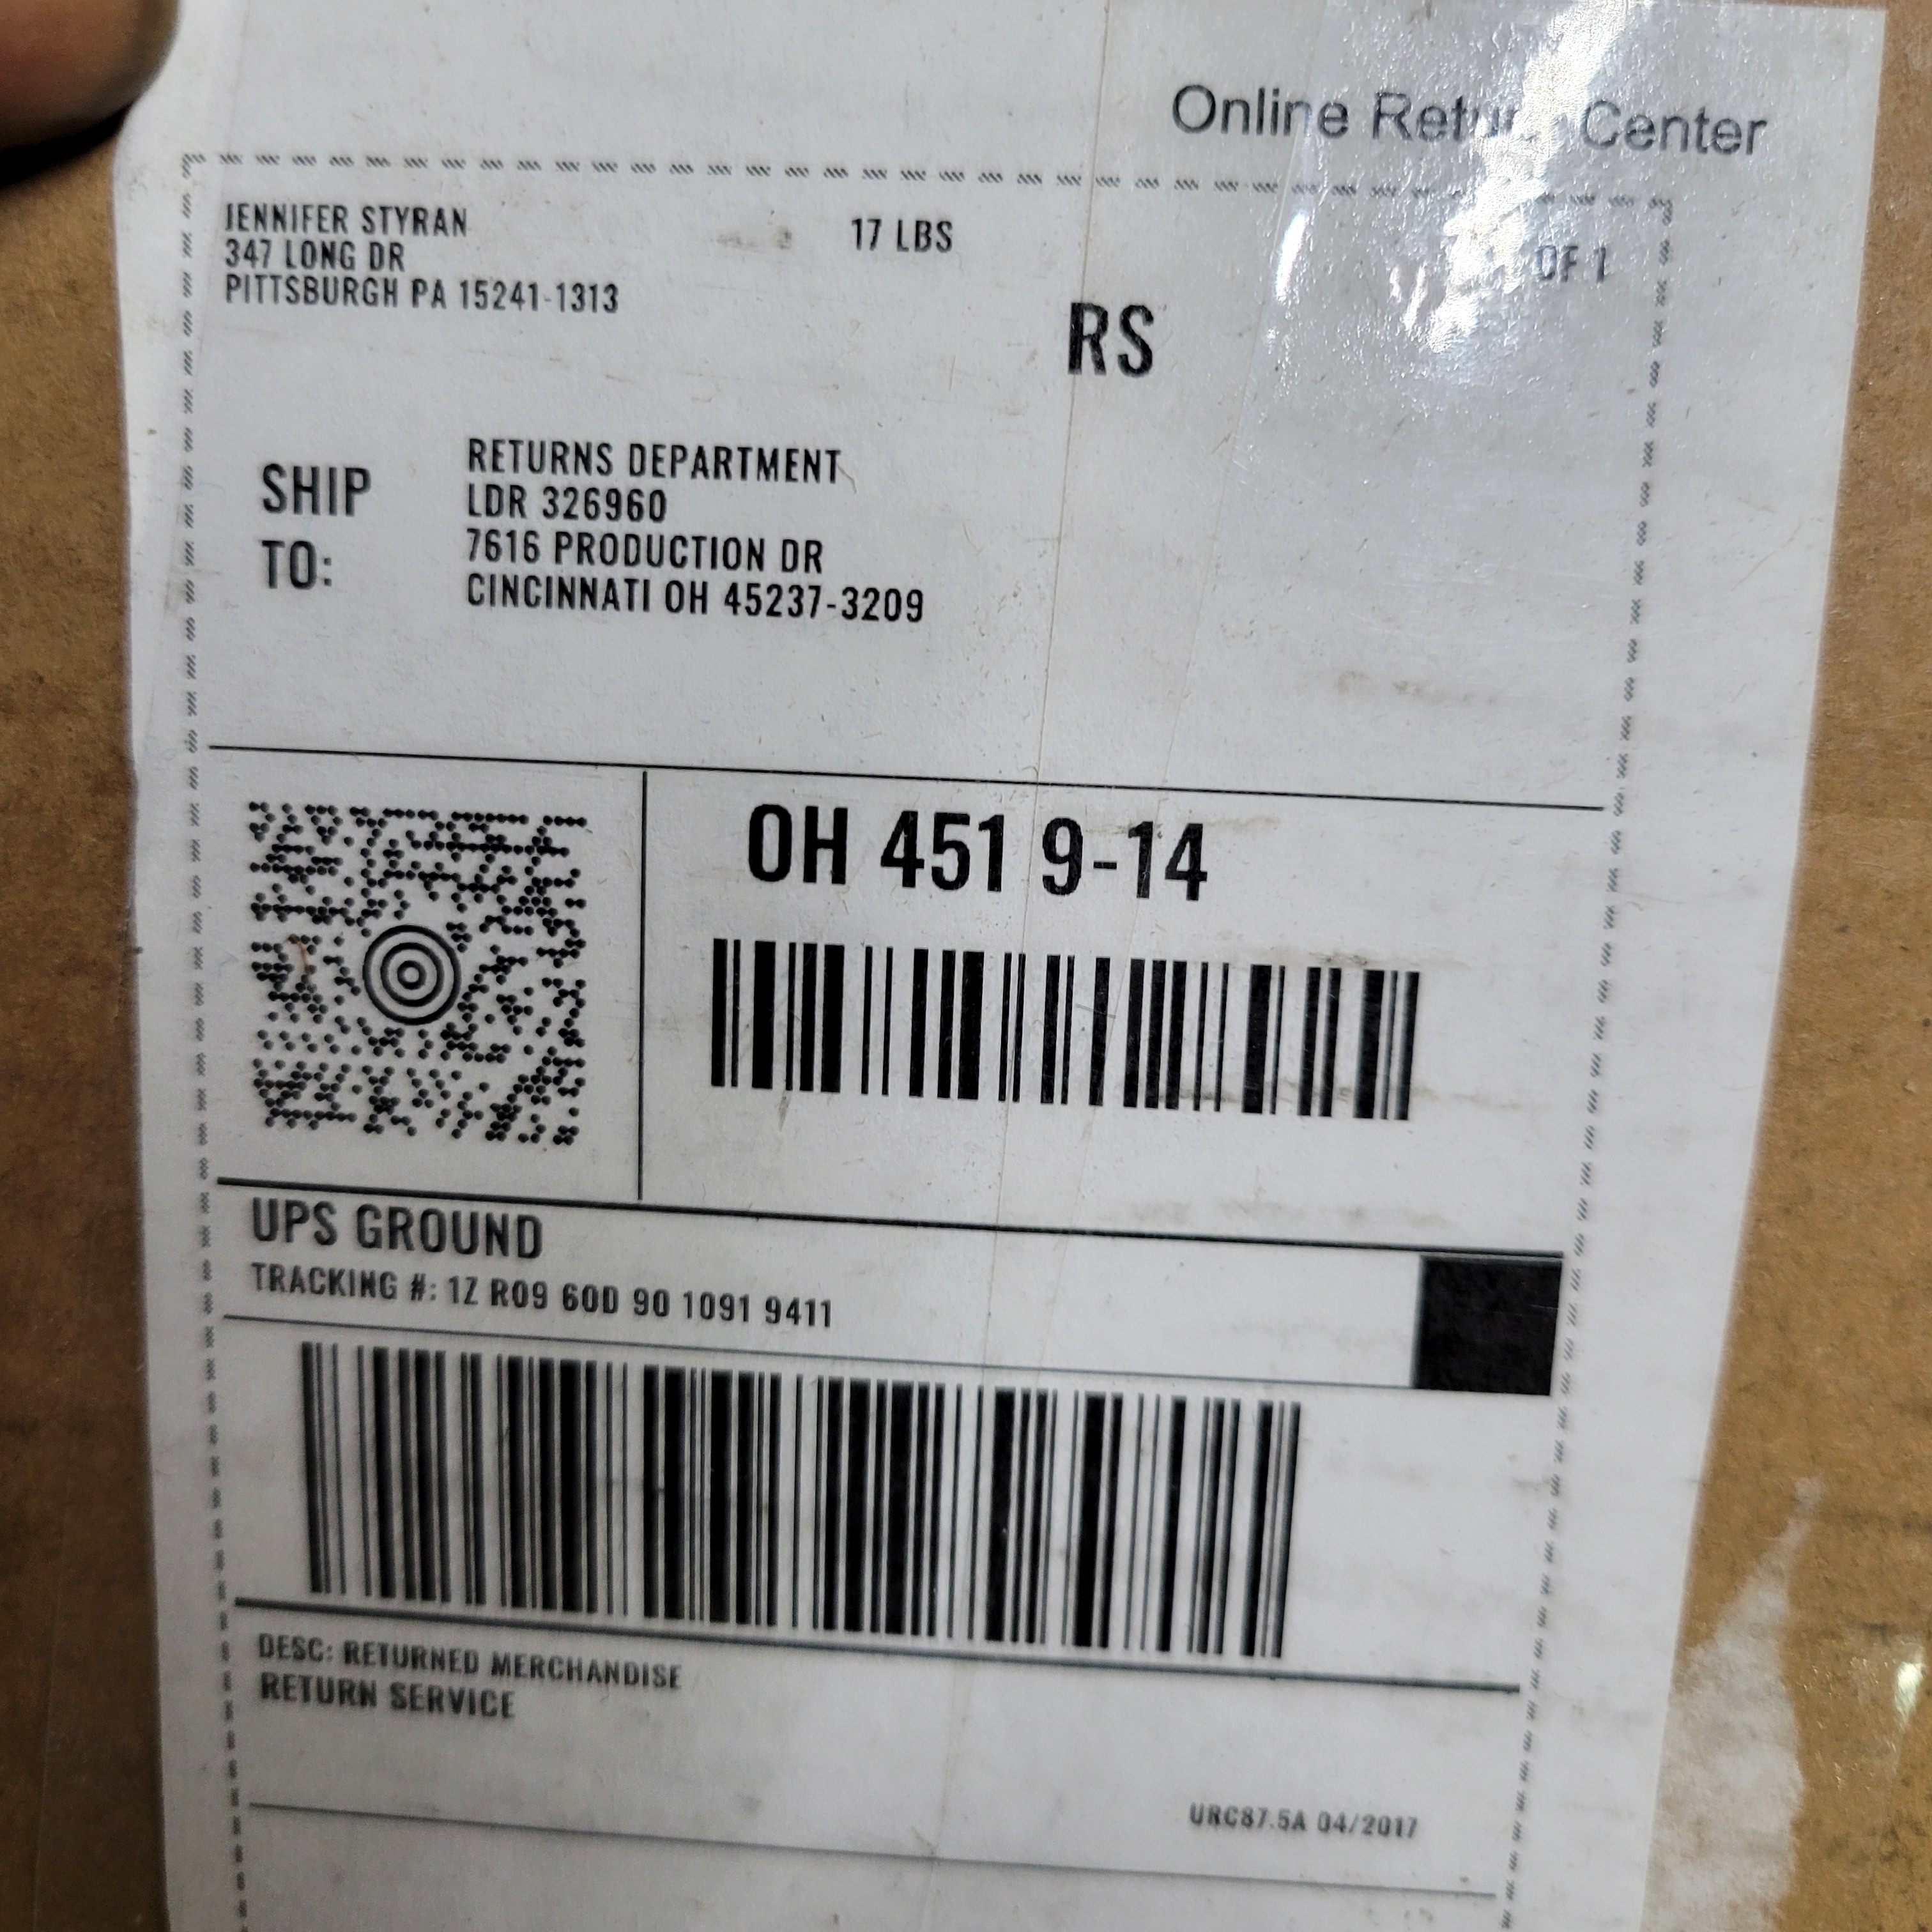 Online Center
JENNIFER STYRAN
347 LONG DR
PITTSBURGH PA 15241-1313
17 LBS
OF 1
RS
SHIP
TO:
RETURNS DEPARTMENT
LDR 326960
7616 PRODUCTION DR
CINCINNATI OH 45237-3209
OH 451 9-14
UPS GROUND
TRACKING #: 1Z R09 60D 90 1091 9411
DESC: RETURNED MERCHANDISE
RETURN SERVICE
URC87.5A 04/2017